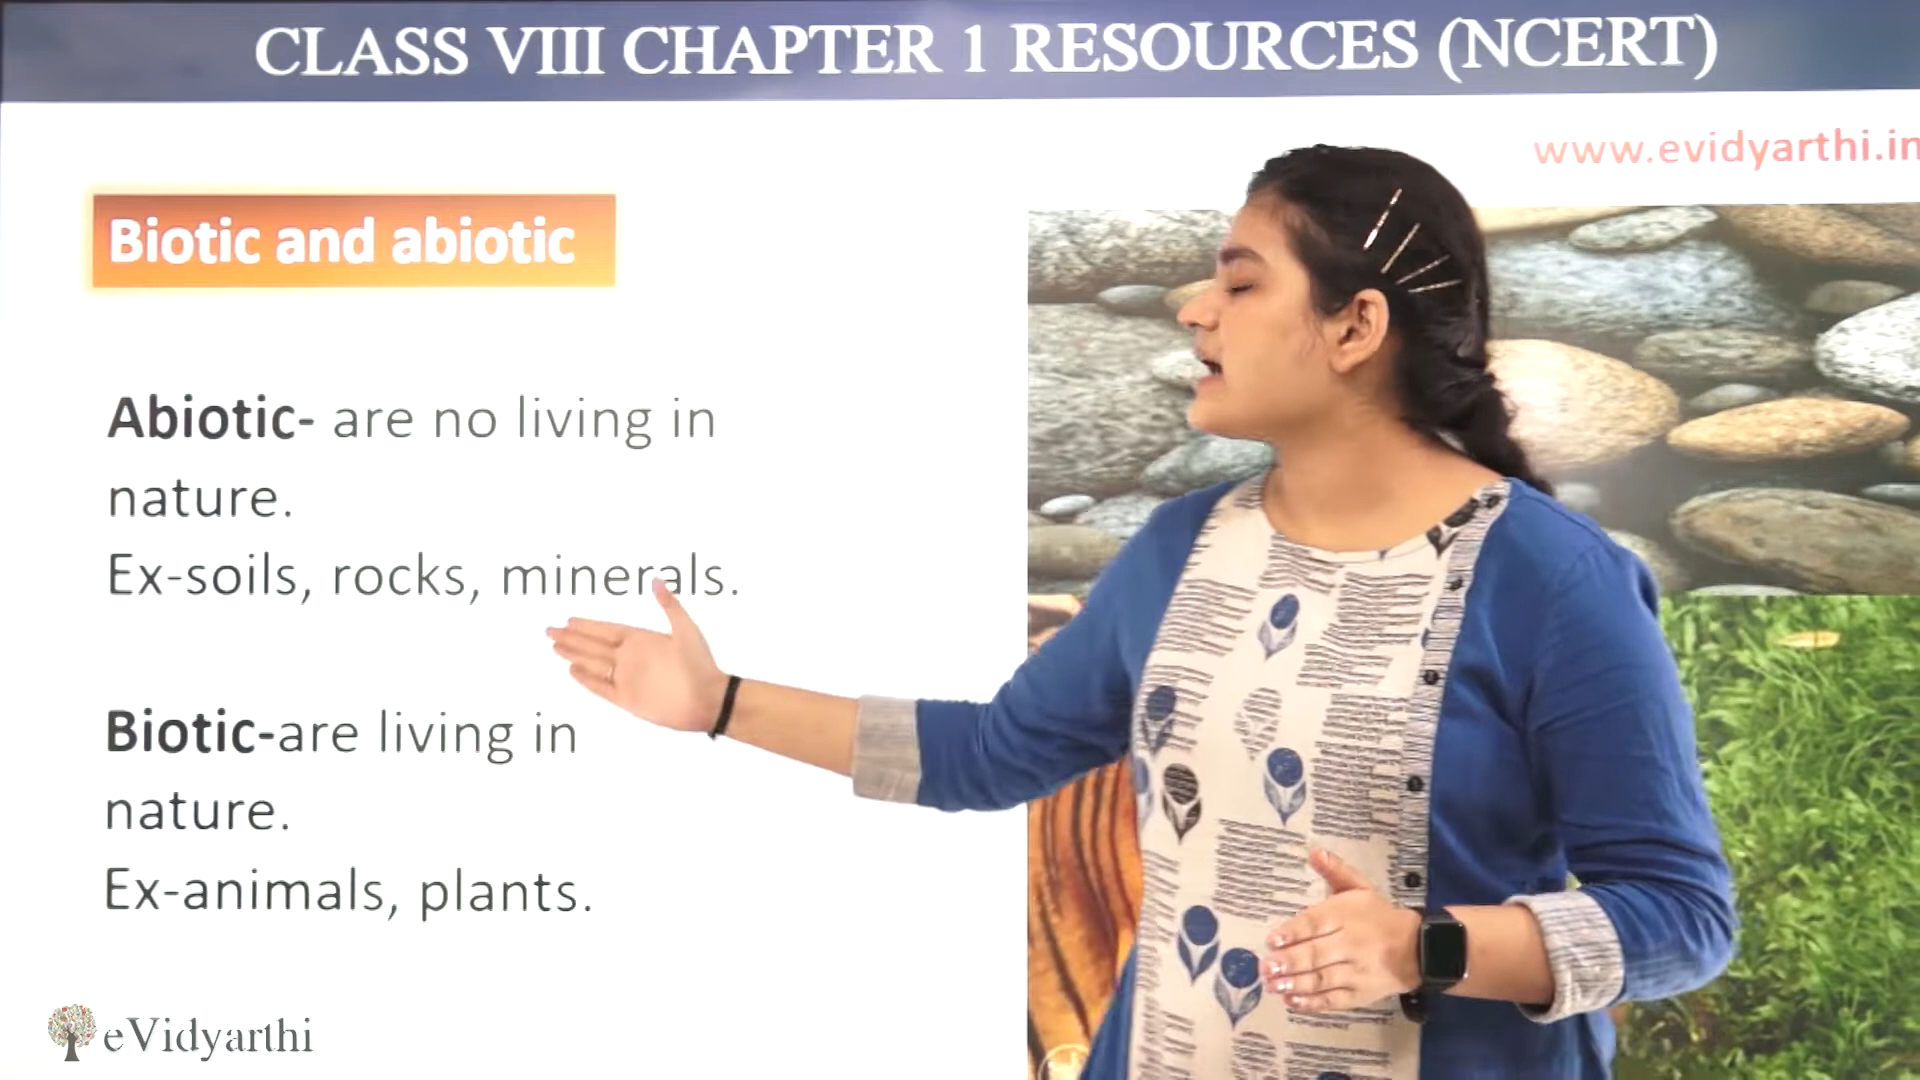 CLASS VIII CHAPTER 1 RESOURCES (NCERT)
www.evidyarthi.in
Biotic and abiotic
Abiotic- are no living in
nature.
Ex-soils, rocks, minerals.
Biotic-are living in
nature.
Ex-animals, plants.
eVidyarthi